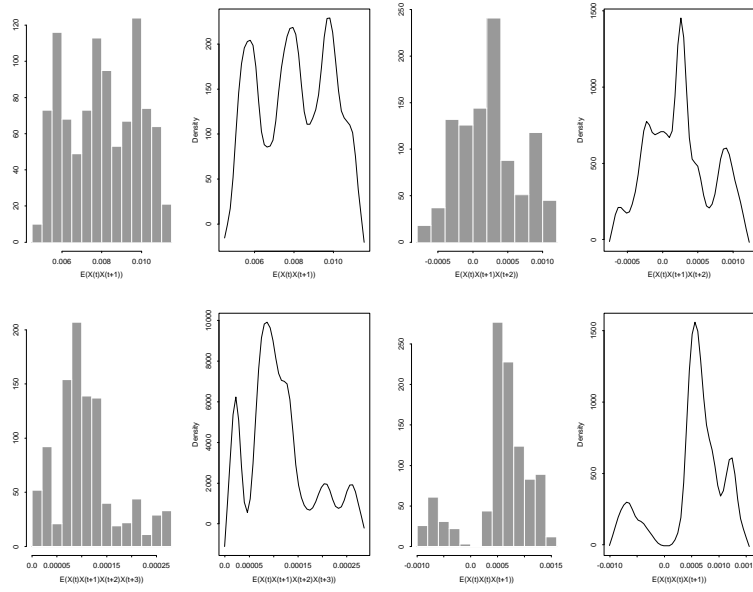 0 20 40 60 80 100 120
0.006 0.008 0.010
E(X(t)X(t+1))
Density
0 50 100 150 200
0.006 0.008 0.010
E(X(t)X(t+1))
0 50 100 150 200 250
-0.0005 0.0 0.0005 0.0010
E(X(t)X(t+1)X(t+2))
Density
0 500 1000 1500
-0.0005 0.0 0.0005 0.0010
E(X(t)X(t+1)X(t+2))
0 50 100 150 200
0.0 0.00005 0.00015 0.00025
E(X(t)X(t+1)X(t+2)X(t+3))
Density
0 2000 4000 6000 8000 10000
0.0 0.00005 0.00015 0.00025
E(X(t)X(t+1)X(t+2)X(t+3))
0 50 100 150 200 250
-0.0010 0.0 0.0005 0.0015
E(X(t)X(t)X(t+1))
Density
0 500 1000 1500
-0.0010 0.0 0.0005
E(X(t)X(t)X(t+1))